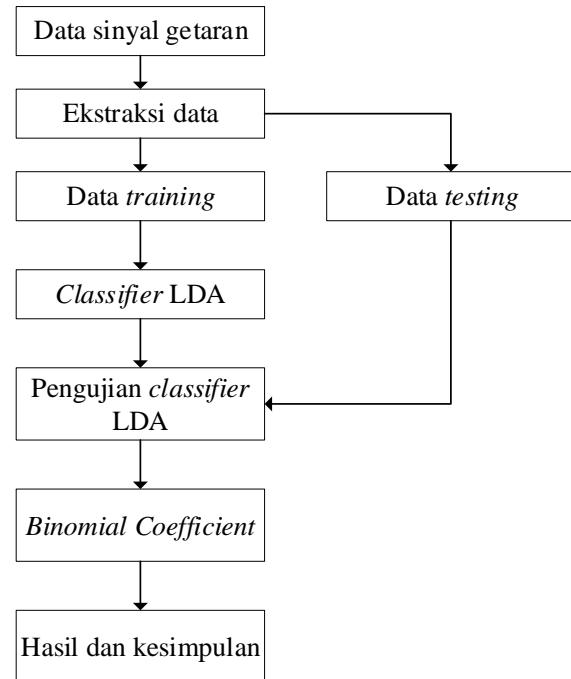 Data sinyal getaran
Ekstraksi data
Data training
Data testing
Classifier LDA
Pengujian classifier
LDA
Binomial Coefficient
Hasil dan kesimpulan